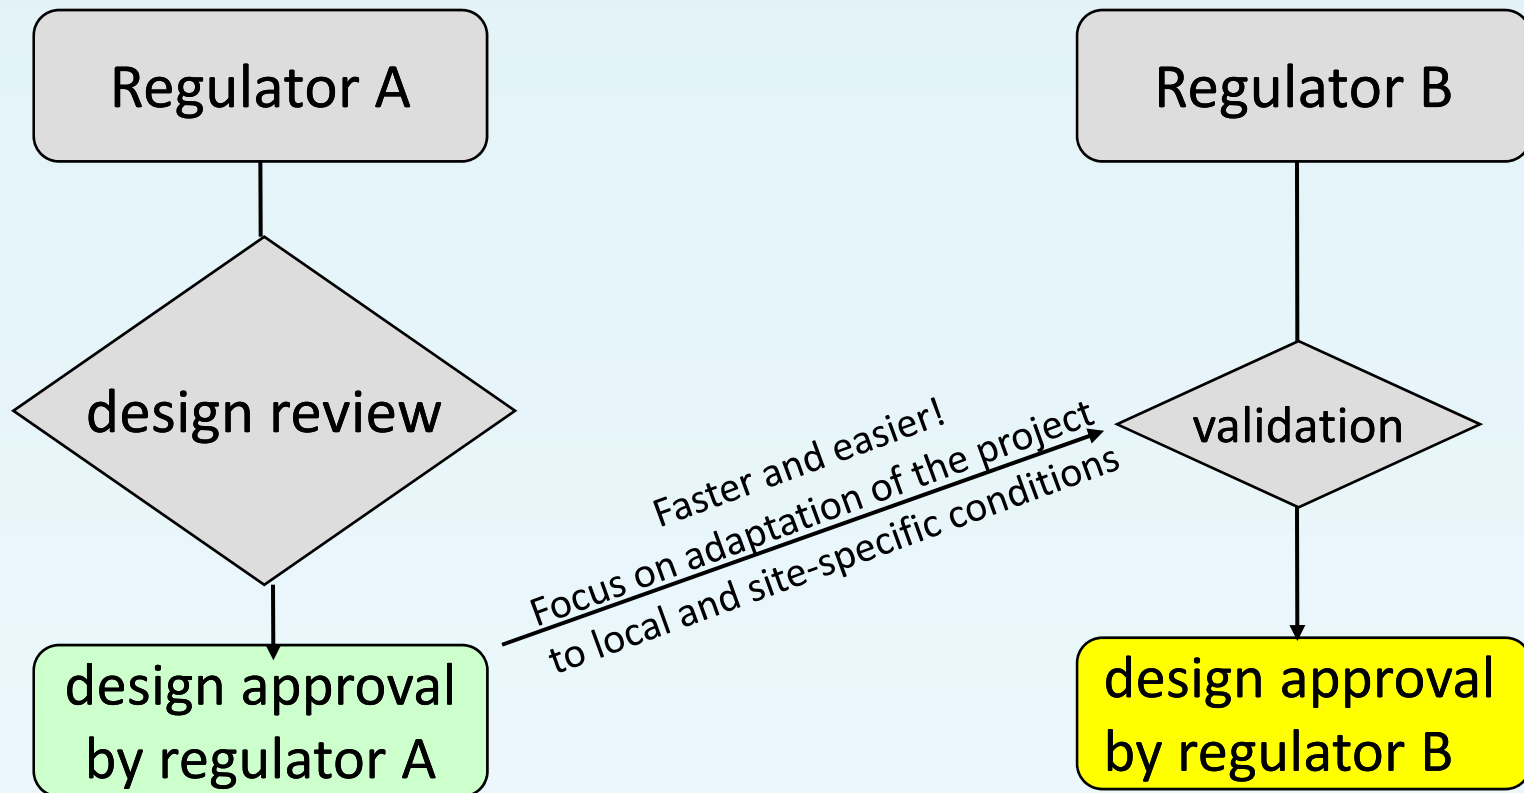 Regulator A
Regulator B
design review
Faster and easier!
Focus on adaptation of the project
to local and site-specific conditions
validation
design approval
by regulator A
design approval
by regulator B